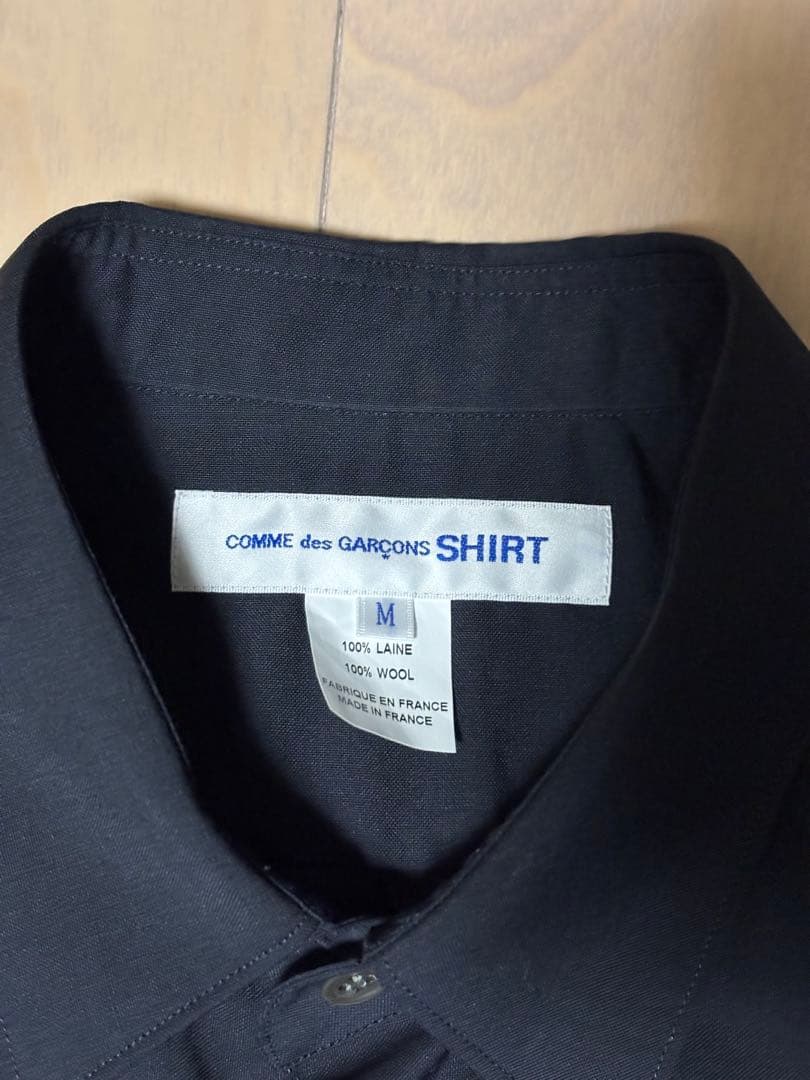 COMME des GARÇONS SHIRT
M
100% LAINE
100% WOOL
FABRIQUE EN FRANCE
MADE IN FRANCE